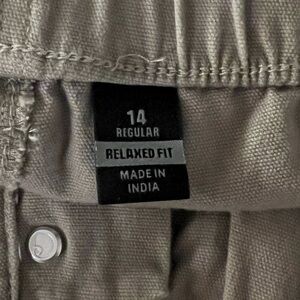 14
REGULAR
RELAXED FIT
MADE IN
INDIA